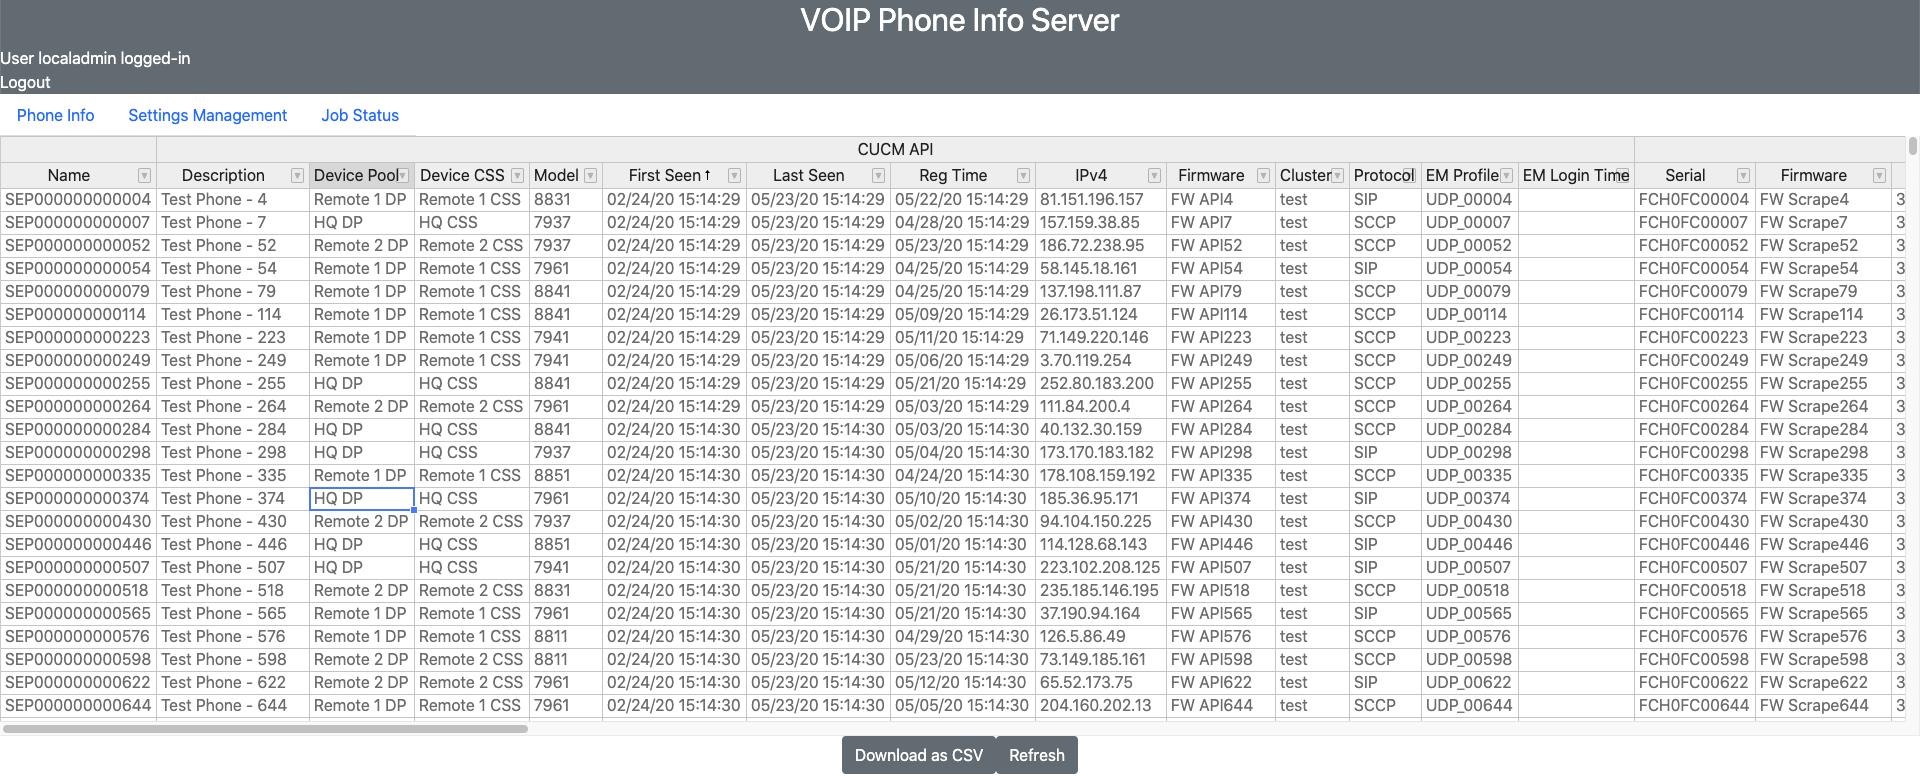 VOIP Phone Info Server
User localadmin logged-in
Logout
Phone Info Settings Management Job Status
CUCM API
Name Description Device Pool Device CSS Model First Seen↑ Last Seen Reg Time IPv4 Firmware Cluster Protocol EM Profile EM Login Time Serial Firmware
SEP000000000004 Test Phone - 4 Remote 1 DP Remote 1 CSS 8831 02/24/20 15:14:29 05/23/20 15:14:29 05/22/20 15:14:29 81.151.196.157 FW API4 test SIP UDP_00004 FCH0FC00004 FW Scrape4 3
SEP000000000007 Test Phone - 7 HQ DP HQ CSS 7937 02/24/20 15:14:29 05/23/20 15:14:29 04/28/20 15:14:29 157.159.38.85 FW API7 test SCCP UDP_00007 FCH0FC00007 FW Scrape7 3
SEP000000000052 Test Phone - 52 Remote 2 DP Remote 2 CSS 7937 02/24/20 15:14:29 05/23/20 15:14:29 05/23/20 15:14:29 186.72.238.95 FW API52 test SCCP UDP_00052 FCH0FC00052 FW Scrape52 3
SEP000000000054 Test Phone - 54 Remote 1 DP Remote 1 CSS 7961 02/24/20 15:14:29 05/23/20 15:14:29 04/25/20 15:14:29 58.145.18.161 FW API54 test SIP UDP_00054 FCH0FC00054 FW Scrape54 3
SEP000000000079 Test Phone - 79 Remote 1 DP Remote 1 CSS 8841 02/24/20 15:14:29 05/23/20 15:14:29 04/25/20 15:14:29 137.198.111.87 FW API79 test SCCP UDP_00079 FCH0FC00079 FW Scrape79 3
SEP000000000114 Test Phone - 114 Remote 1 DP Remote 1 CSS 8841 02/24/20 15:14:29 05/23/20 15:14:29 05/09/20 15:14:29 26.173.51.124 FW API114 test SCCP UDP_00114 FCH0FC00114 FW Scrape114 3
SEP000000000223 Test Phone - 223 Remote 1 DP Remote 1 CSS 7941 02/24/20 15:14:29 05/23/20 15:14:29 05/11/20 15:14:29 71.149.220.146 FW API223 test SCCP UDP_00223 FCH0FC00223 FW Scrape223 3
SEP000000000249 Test Phone - 249 Remote 1 DP Remote 1 CSS 7941 02/24/20 15:14:29 05/23/20 15:14:29 05/06/20 15:14:29 3.70.119.254 FW API249 test SCCP UDP_00249 FCH0FC00249 FW Scrape249 3
SEP000000000255 Test Phone - 255 HQ DP HQ CSS 8841 02/24/20 15:14:29 05/23/20 15:14:29 05/21/20 15:14:29 252.80.183.200 FW API255 test SCCP UDP_00255 FCH0FC00255 FW Scrape255 3
SEP000000000264 Test Phone - 264 Remote 2 DP Remote 2 CSS 7961 02/24/20 15:14:29 05/23/20 15:14:29 05/03/20 15:14:29 111.84.200.4 FW API264 test SCCP UDP_00264 FCH0FC00264 FW Scrape264 3
SEP000000000284 Test Phone - 284 HQ DP HQ CSS 8841 02/24/20 15:14:30 05/23/20 15:14:30 05/03/20 15:14:30 40.132.30.159 FW API284 test SCCP UDP_00284 FCH0FC00284 FW Scrape284 3
SEP000000000298 Test Phone - 298 HQ DP HQ CSS 7937 02/24/20 15:14:30 05/23/20 15:14:30 05/04/20 15:14:30 173.170.183.182 FW API298 test SIP UDP_00298 FCH0FC00298 FW Scrape298 3
SEP000000000335 Test Phone - 335 Remote 1 DP Remote 1 CSS 8851 02/24/20 15:14:30 05/23/20 15:14:30 04/24/20 15:14:30 178.108.159.192 FW API335 test SCCP UDP_00335 FCH0FC00335 FW Scrape335 3
SEP000000000374 Test Phone - 374 HQ DP HQ CSS 7961 02/24/20 15:14:30 05/23/20 15:14:30 05/10/20 15:14:30 185.36.95.171 FW API374 test SIP UDP_00374 FCH0FC00374 FW Scrape374 3
SEP000000000430 Test Phone - 430 Remote 2 DP Remote 2 CSS 7937 02/24/20 15:14:30 05/23/20 15:14:30 05/02/20 15:14:30 94.104.150.225 FW API430 test SCCP UDP_00430 FCH0FC00430 FW Scrape430 3
SEP000000000446 Test Phone - 446 HQ DP HQ CSS 8851 02/24/20 15:14:30 05/23/20 15:14:30 05/01/20 15:14:30 114.128.68.143 FW API446 test SIP UDP_00446 FCH0FC00446 FW Scrape446 3
SEP000000000507 Test Phone - 507 HQ DP HQ CSS 7941 02/24/20 15:14:30 05/23/20 15:14:30 05/21/20 15:14:30 223.102.208.125 FW API507 test SIP UDP_00507 FCH0FC00507 FW Scrape507 3
SEP000000000518 Test Phone - 518 Remote 2 DP Remote 2 CSS 8831 02/24/20 15:14:30 05/23/20 15:14:30 05/21/20 15:14:30 235.185.146.195 FW API518 test SCCP UDP_00518 FCH0FC00518 FW Scrape518 3
SEP000000000565 Test Phone - 565 Remote 1 DP Remote 1 CSS 7961 02/24/20 15:14:30 05/23/20 15:14:30 05/21/20 15:14:30 37.190.94.164 FW API565 test SIP UDP_00565 FCH0FC00565 FW Scrape565 3
SEP000000000576 Test Phone - 576 Remote 1 DP Remote 1 CSS 8811 02/24/20 15:14:30 05/23/20 15:14:30 04/29/20 15:14:30 126.5.86.49 FW API576 test SCCP UDP_00576 FCH0FC00576 FW Scrape576 3
SEP000000000598 Test Phone - 598 Remote 2 DP Remote 2 CSS 8811 02/24/20 15:14:30 05/23/20 15:14:30 05/23/20 15:14:30 73.149.185.161 FW API598 test SCCP UDP_00598 FCH0FC00598 FW Scrape598 3
SEP000000000622 Test Phone - 622 Remote 2 DP Remote 2 CSS 7961 02/24/20 15:14:30 05/23/20 15:14:30 05/12/20 15:14:30 65.52.173.75 FW API622 test SIP UDP_00622 FCH0FC00622 FW Scrape622 3
SEP000000000644 Test Phone - 644 Remote 1 DP Remote 1 CSS 7961 02/24/20 15:14:30 05/23/20 15:14:30 05/05/20 15:14:30 204.160.202.13 FW API644 test SCCP UDP_00644 FCH0FC00644 FW Scrape644 3
Download as CSV Refresh